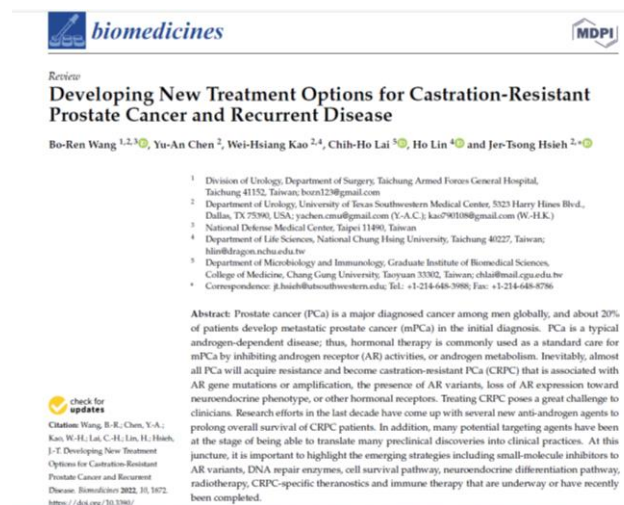 biomedicines
MDPI
Review
Developing New Treatment Options for Castration-Resistant
Prostate Cancer and Recurrent Disease
Bo-Ren Wang 1,2,3, Yu-An Chen 2, Wei-Hsiang Kao 2,4, Chih-Ho Lai 5, Ho Lin 4 and Jer-Tsong Hsieh 2,*
1 Division of Urology, Department of Surgery, Taichung Armed Forces General Hospital,
Taichung 41152, Taiwan; born123@gmail.com
2 Department of Urology, University of Texas Southwestern Medical Center, 5323 Harry Hines Blvd.,
Dallas, TX 75390, USA; yachen.cmu@gmail.com (Y.-A.C.); kao790108@gmail.com (W.-H.K.)
3 National Defense Medical Center, Taipei 11490, Taiwan
4 Department of Life Sciences, National Chung Hsing University, Taichung 40227, Taiwan;
hlin@dragon.nchu.edu.tw
5 Department of Microbiology and Immunology, Graduate Institute of Biomedical Sciences,
College of Medicine, Chang Gung University, Taoyuan 33302, Taiwan; chlai@mail.cgu.edu.tw
* Correspondence: jt.hsieh@utsouthwestern.edu; Tel.: +1-214-648-3988; Fax: +1-214-648-8786
Abstract: Prostate cancer (PCa) is a major diagnosed cancer among men globally, and about 20%
of patients develop metastatic prostate cancer (mPCa) in the initial diagnosis. PCa is a typical
androgen-dependent disease; thus, hormonal therapy is commonly used as a standard care for
mPCa by inhibiting androgen receptor (AR) activities, or androgen metabolism. Inevitably, almost
all PCa will acquire resistance and become castration-resistant PCa (CRPC) that is associated with
AR gene mutations or amplification, the presence of AR variants, loss of AR expression toward
neuroendocrine phenotype, or other hormonal receptors. Treating CRPC poses a great challenge to
clinicians. Research efforts in the last decade have come up with several new anti-androgen agents to
prolong overall survival of CRPC patients. In addition, many potential targeting agents have been
at the stage of being able to translate many preclinical discoveries into clinical practices. At this
juncture, it is important to highlight the emerging strategies including small-molecule inhibitors to
AR variants, DNA repair enzymes, cell survival pathway, neuroendocrine differentiation pathway,
radiotherapy, CRPC-specific theranostics and immune therapy that are underway or have recently
been completed.
check for
updates
Citation: Wang, B.-R.; Chen, Y.-A.;
Kao, W.-H.; Lai, C.-H.; Lin, H.; Hsieh,
J.-T. Developing New Treatment
Options for Castration-Resistant
Prostate Cancer and Recurrent
Disease. Biomedicines 2022, 10, 1872.
https://doi.org/10.3390/